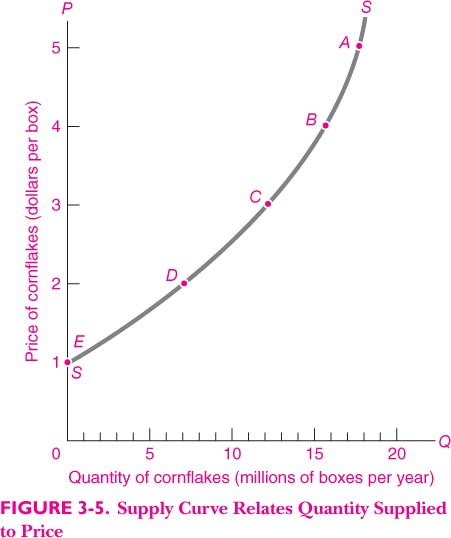 P
S
5
A
4
B
3
C
2
D
E
1
S
Price of cornflakes (dollars per box)
0
5
10
15
20
Q
Quantity of cornflakes (millions of boxes per year)
FIGURE 3-5. Supply Curve Relates Quantity Supplied
to Price